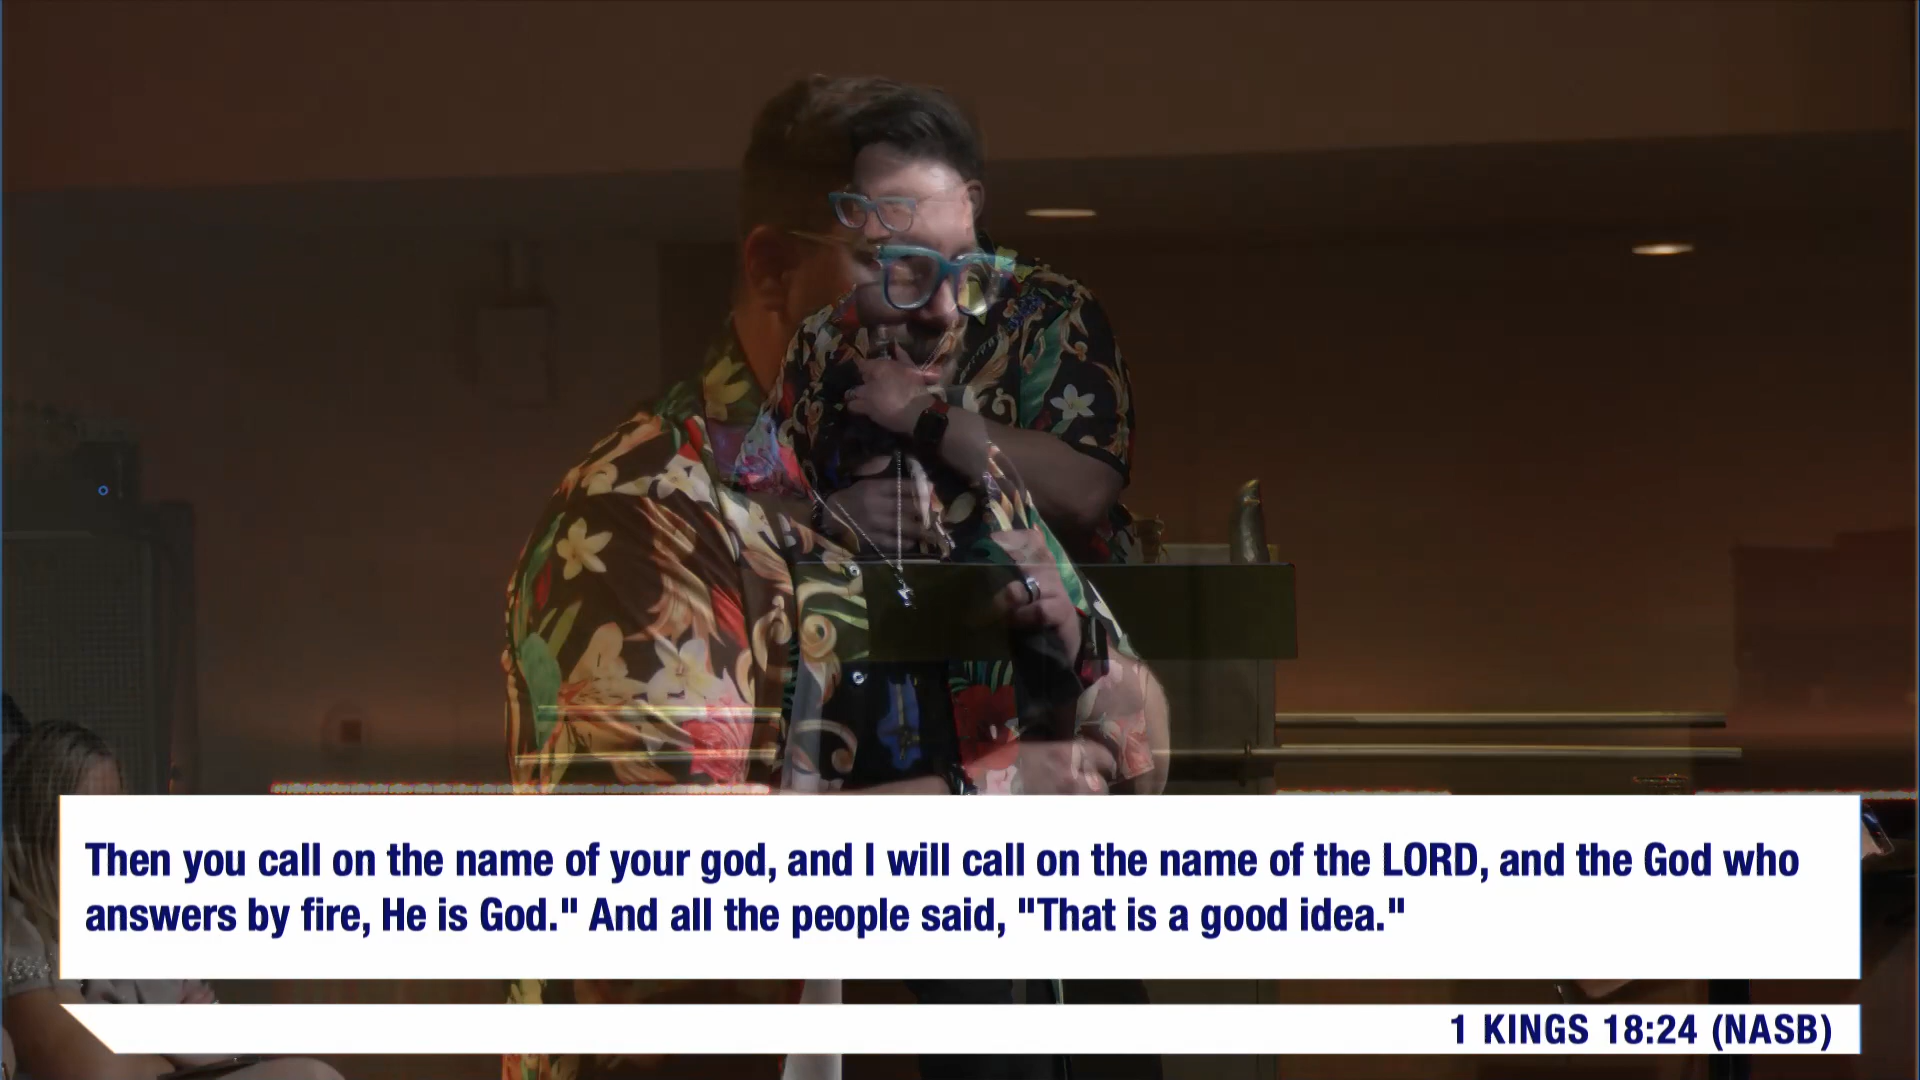 Then you call on the name of your god, and I will call on the name of the LORD, and the God who
answers by fire, He is God." And all the people said, "That is a good idea."
1 KINGS 18:24 (NASB)